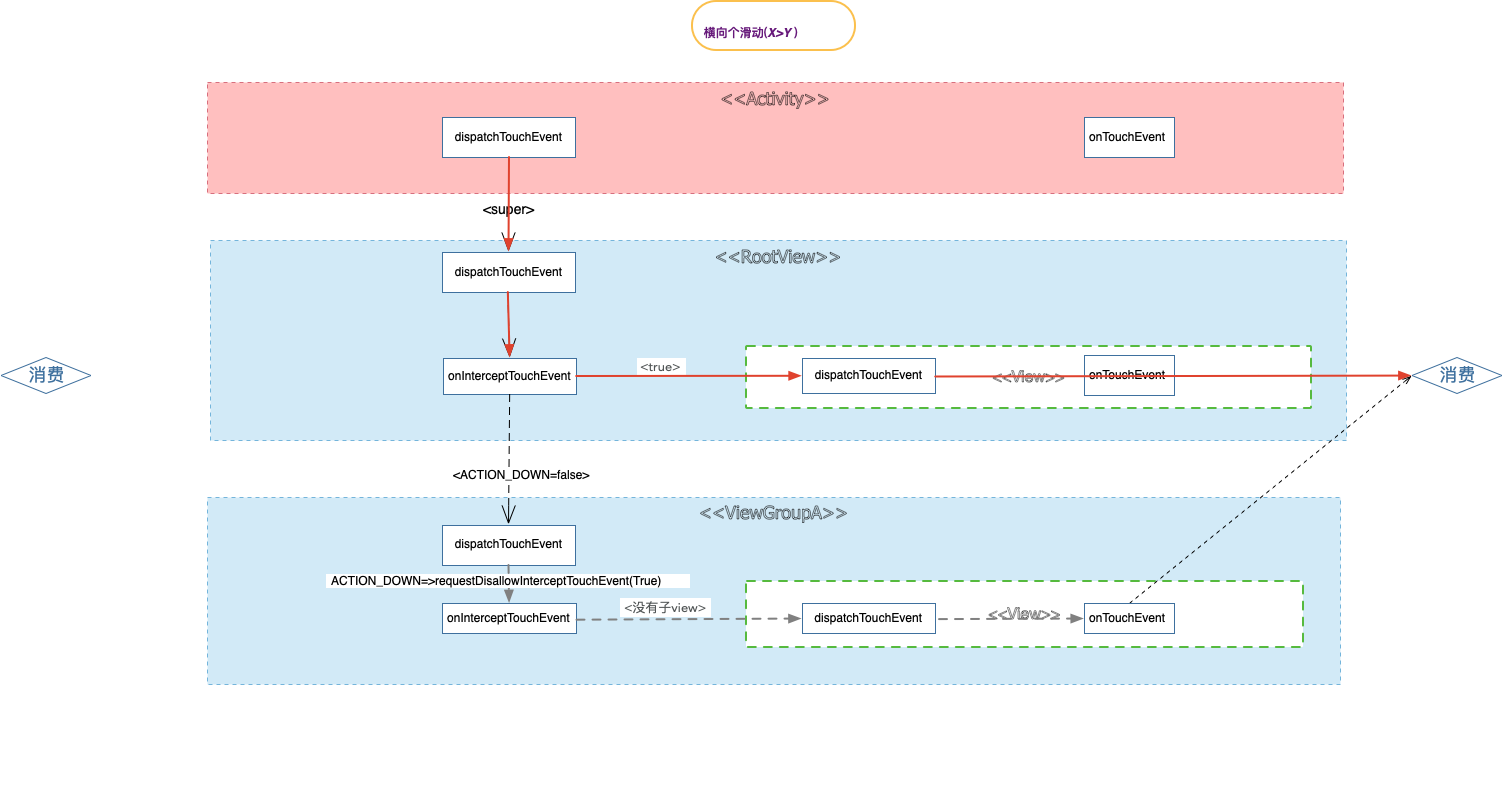 横向个滑动(X>Y)
<<Activity>>
dispatchTouchEvent
onTouchEvent
<super>
<<RootView>>
dispatchTouchEvent
消费
onInterceptTouchEvent
<true>
dispatchTouchEvent
<<View>>
onTouchEvent
消费
<ACTION_DOWN=false>
<<ViewGroupA>>
dispatchTouchEvent
ACTION_DOWN=>requestDisallowInterceptTouchEvent(True)
onInterceptTouchEvent
<没有子view>
dispatchTouchEvent
<<View>>
onTouchEvent